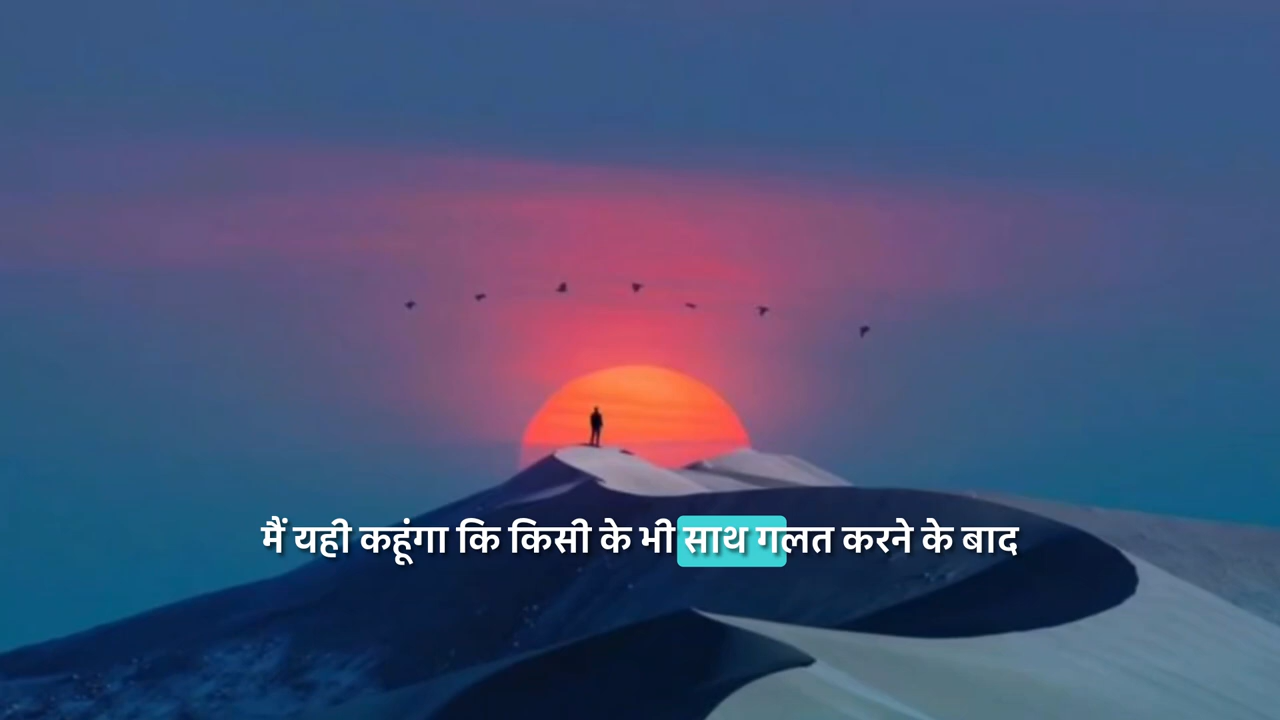 मैं यही कहूंगा कि किसी के भी साथ गलत करने के बाद